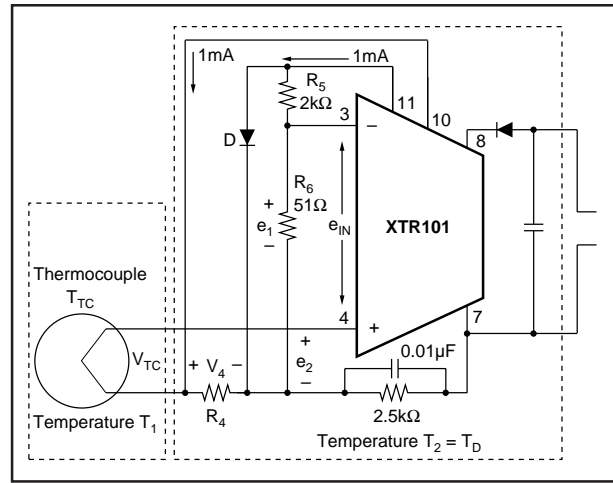 1mA
1mA
R5
2kΩ
11
10
3
−
8
D
R6
51Ω
+
e1
−
eIN
XTR101
Thermocouple
TTC
VTC
Temperature T1
4
+
7
+
e2
−
0.01µF
+ V4 −
R4
2.5kΩ
Temperature T2 = TD